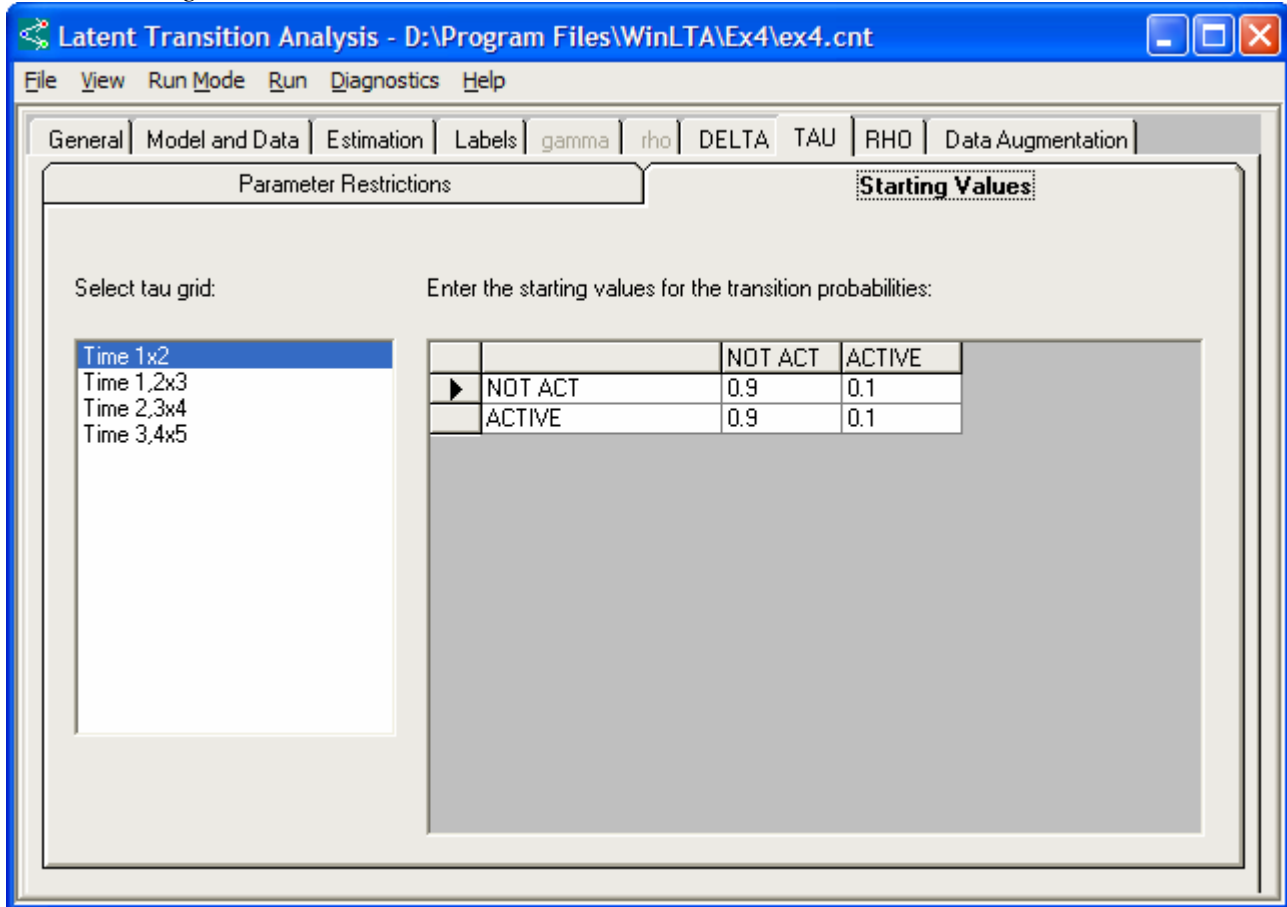 Latent Transition Analysis - D:\Program Files\WinLTA\Ex4\ex4.cnt
File View Run Mode Run Diagnostics Help
General Model and Data Estimation Labels gamma rho DELTA TAU RHO Data Augmentation
Parameter Restrictions Starting Values
Select tau grid: Enter the starting values for the transition probabilities:
Time 1x2
Time 1,2x3
Time 2,3x4
Time 3,4x5
NOT ACT ACTIVE
NOT ACT 0.9 0.1
ACTIVE 0.9 0.1